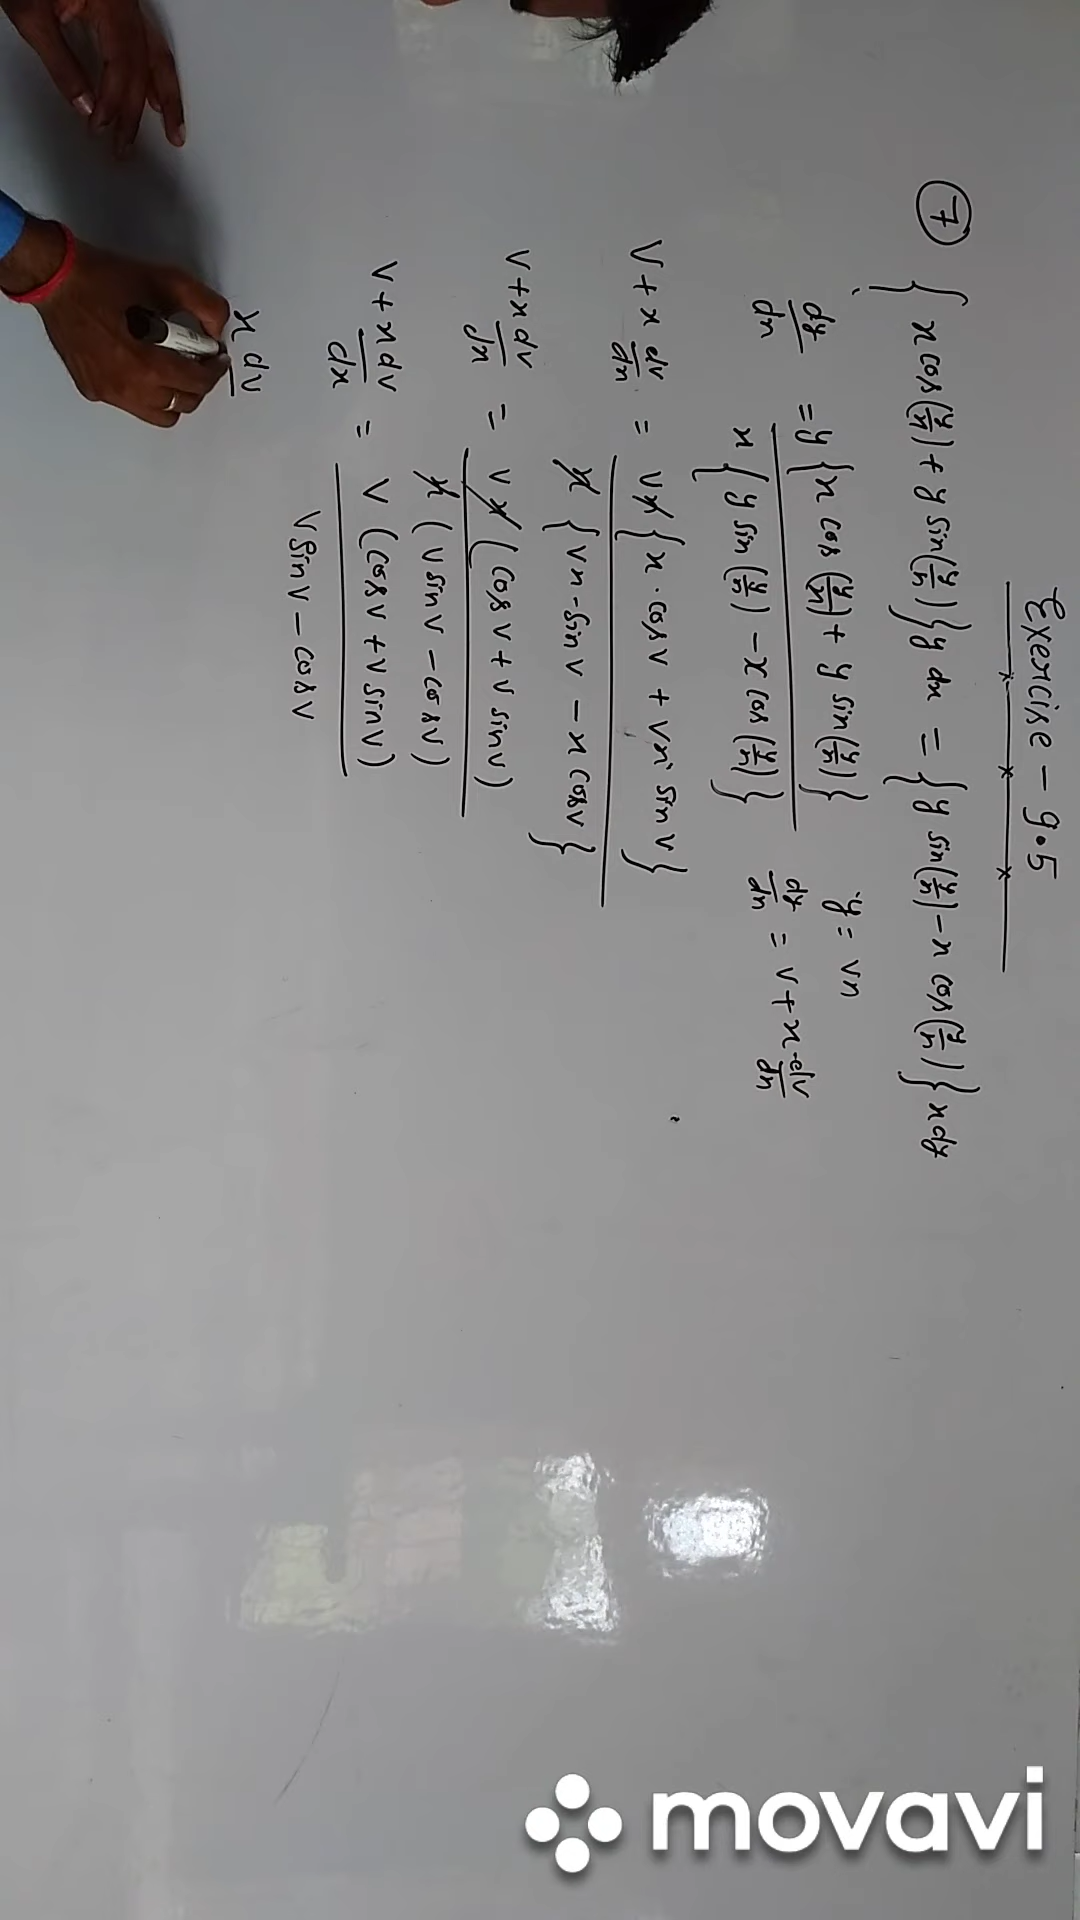 Exercise - 9.5
⑦ { x cos(y/x) + y sin(y/x) } y dx = { y sin(y/x) - x cos(y/x) } x dy
dy/dx = y { x cos(y/x) + y sin(y/x) } / x { y sin(y/x) - x cos(y/x) }
y = vx
dy/dx = v + x dv/dx
v + x dv/dx = vx { x · cos v + vx sin v } / x { vx · sin v - x cos v }
v + x dv/dx = vx (cos v + v sin v) / x (v sin v - cos v)
v + x dv/dx = v (cos v + v sin v) / v sin v - cos v
x dv
movavi